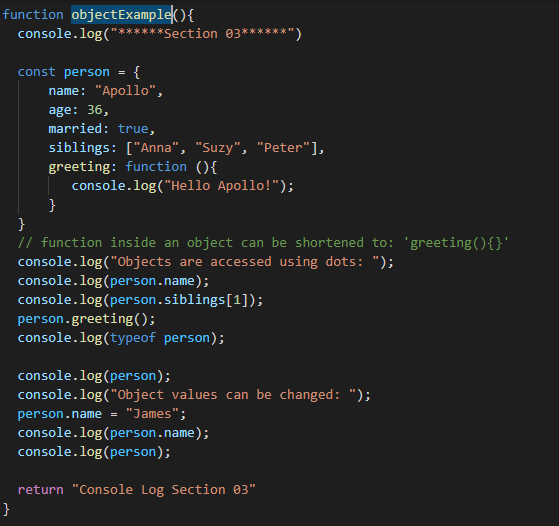 function objectExample(){
  console.log("******Section 03******")

  const person = {
      name: "Apollo",
      age: 36,
      married: true,
      siblings: ["Anna", "Suzy", "Peter"],
      greeting: function (){
         console.log("Hello Apollo!");
      }
  }
  // function inside an object can be shortened to: 'greeting(){}'
  console.log("Objects are accessed using dots: ");
  console.log(person.name);
  console.log(person.siblings[1]);
  person.greeting();
  console.log(typeof person);

  console.log(person);
  console.log("Object values can be changed: ");
  person.name = "James";
  console.log(person.name);
  console.log(person);

  return "Console Log Section 03"
}